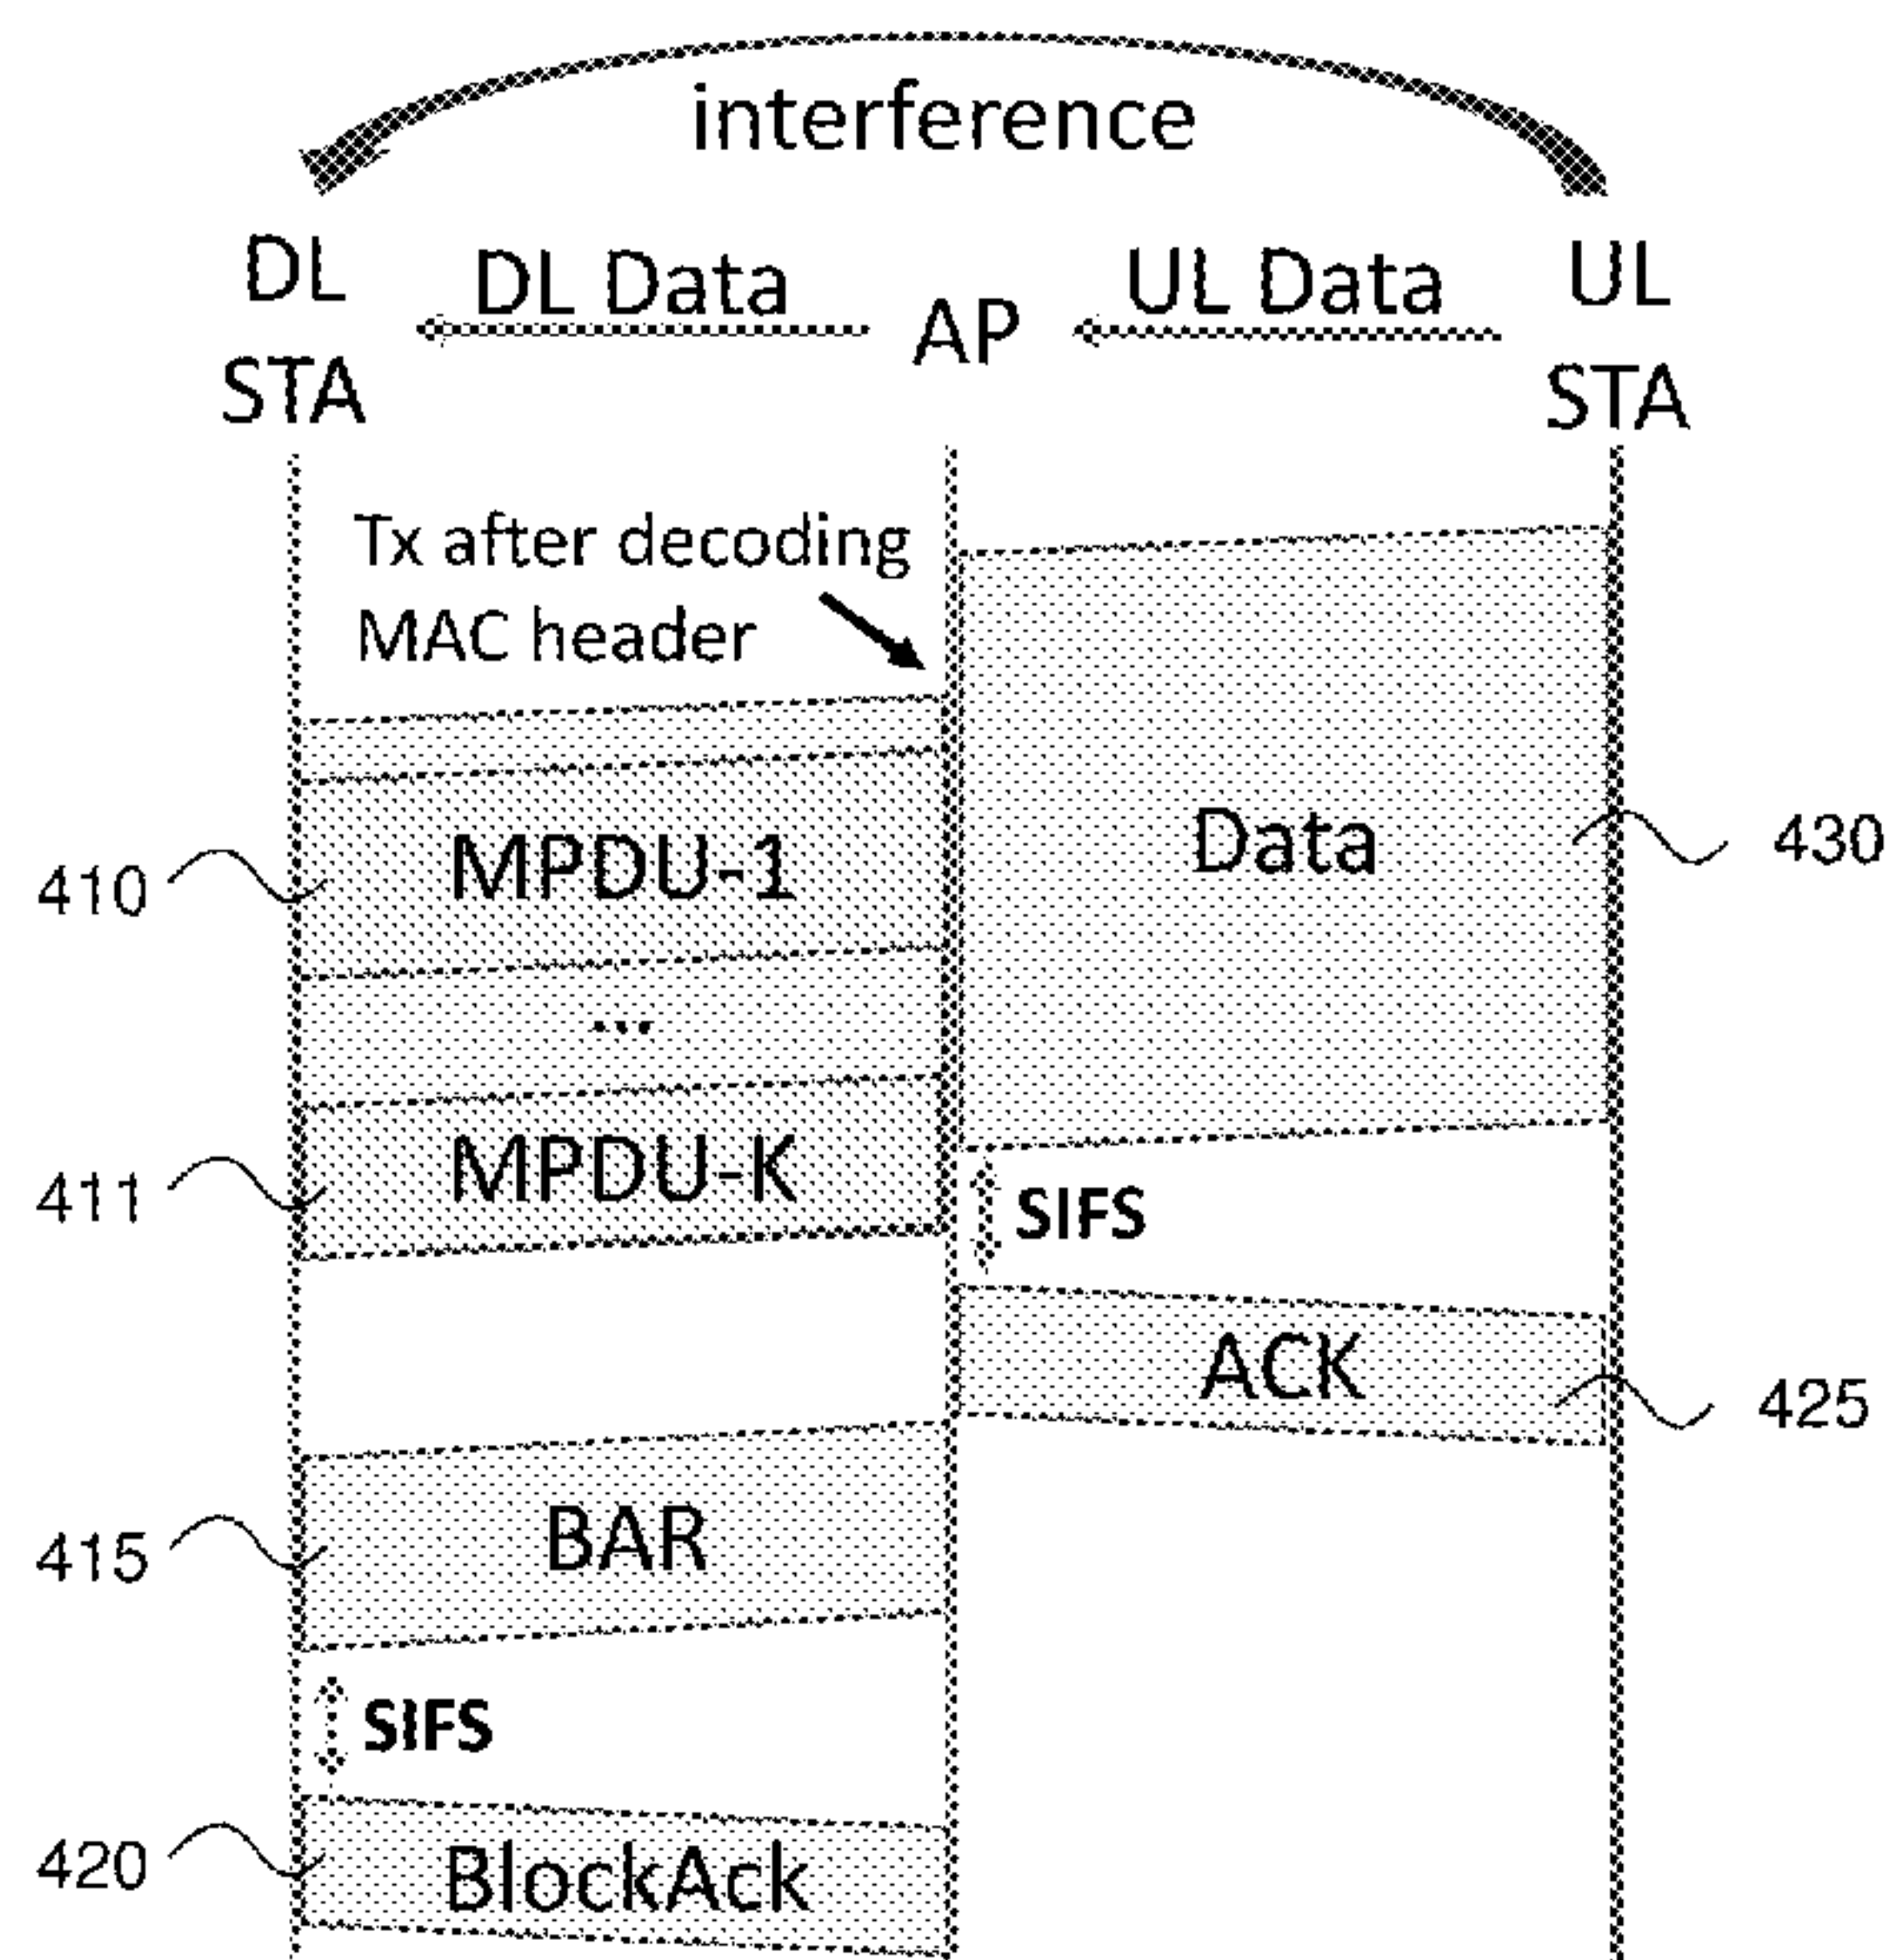 interference
DL
STA
DL Data
AP
UL Data
UL
STA
Tx after decoding
MAC header
410
MPDU-1
Data
430
...
411
MPDU-K
SIFS
ACK
425
415
BAR
SIFS
420
BlockAck